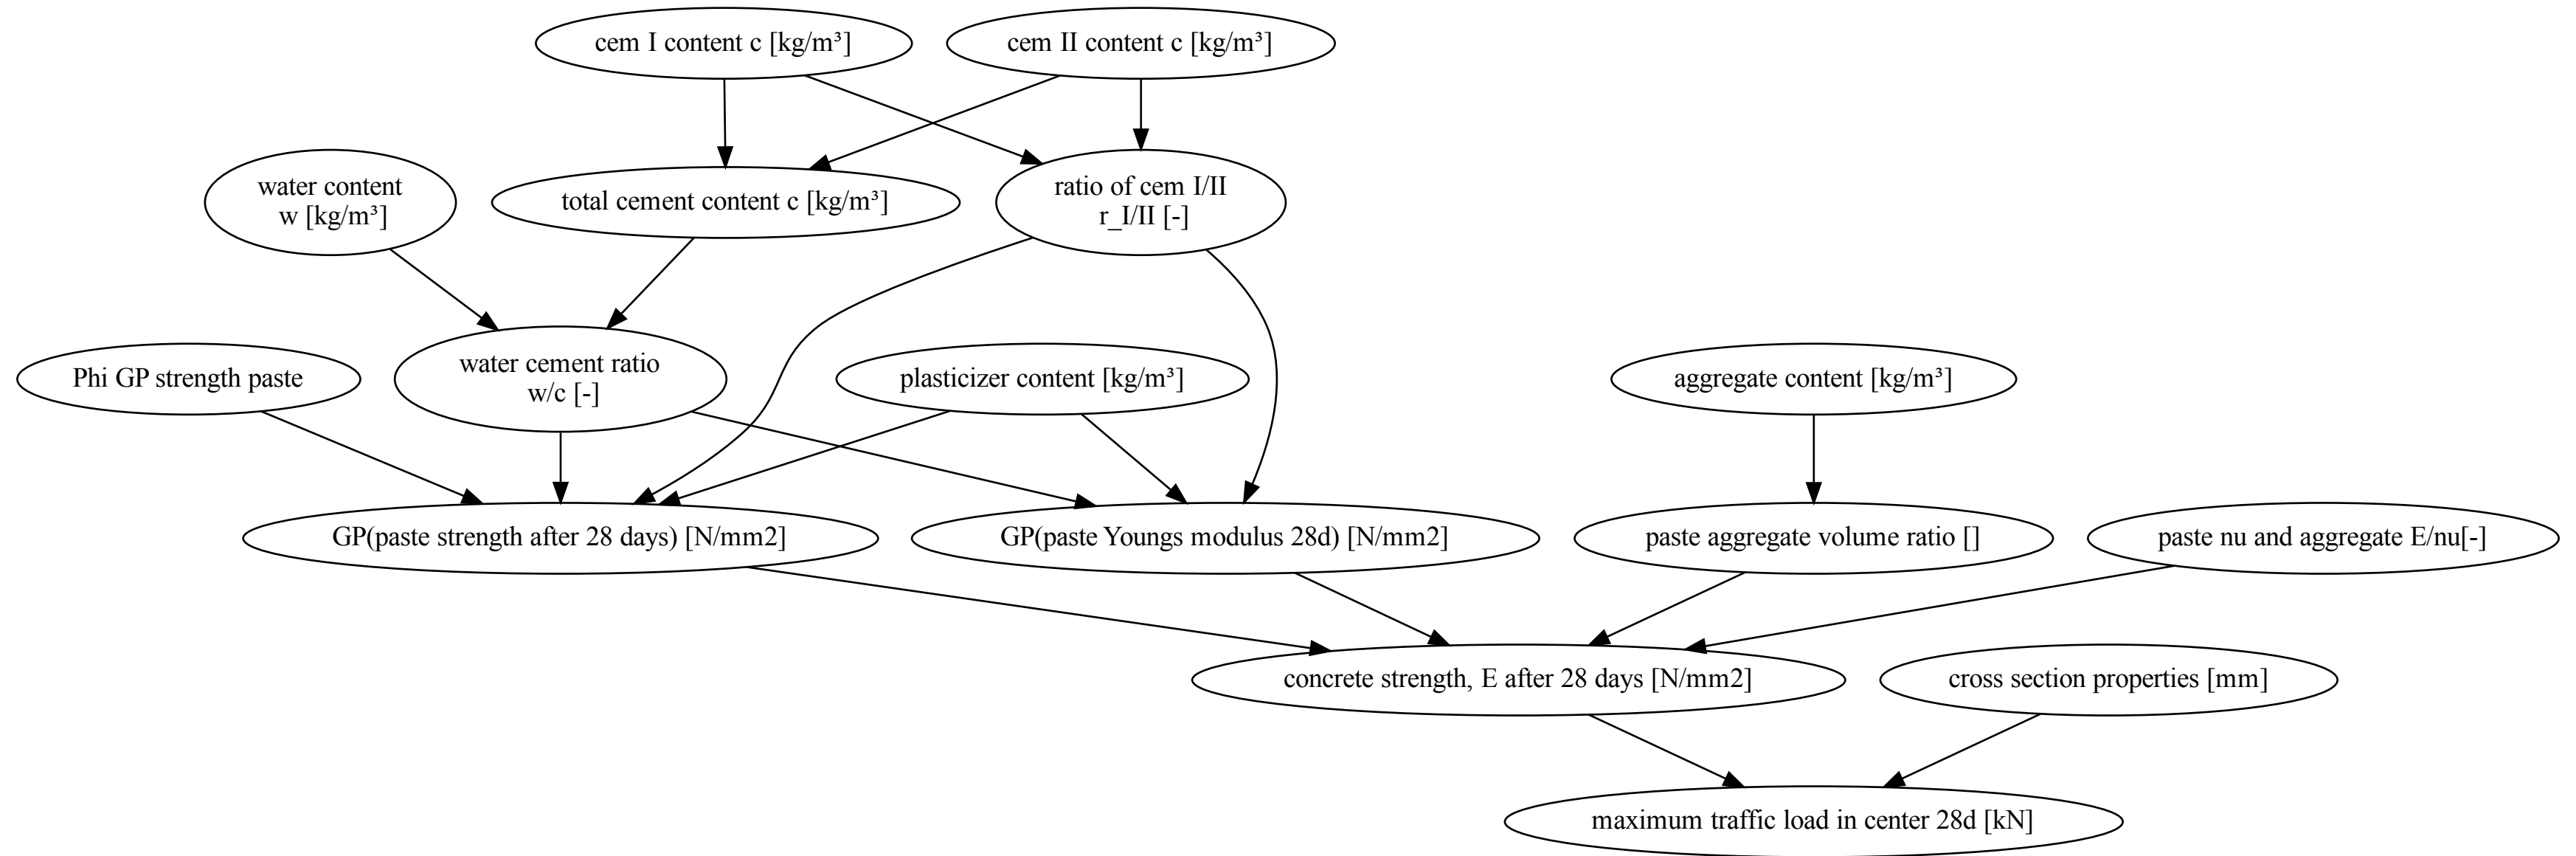 cem I content c [kg/m³]
cem II content c [kg/m³]
water content
w [kg/m³]
total cement content c [kg/m³]
ratio of cem I/II
r_I/II [-]
Phi GP strength paste
water cement ratio
w/c [-]
plasticizer content [kg/m³]
aggregate content [kg/m³]
GP(paste strength after 28 days) [N/mm2]
GP(paste Youngs modulus 28d) [N/mm2]
paste aggregate volume ratio []
paste nu and aggregate E/nu[-]
concrete strength, E after 28 days [N/mm2]
cross section properties [mm]
maximum traffic load in center 28d [kN]